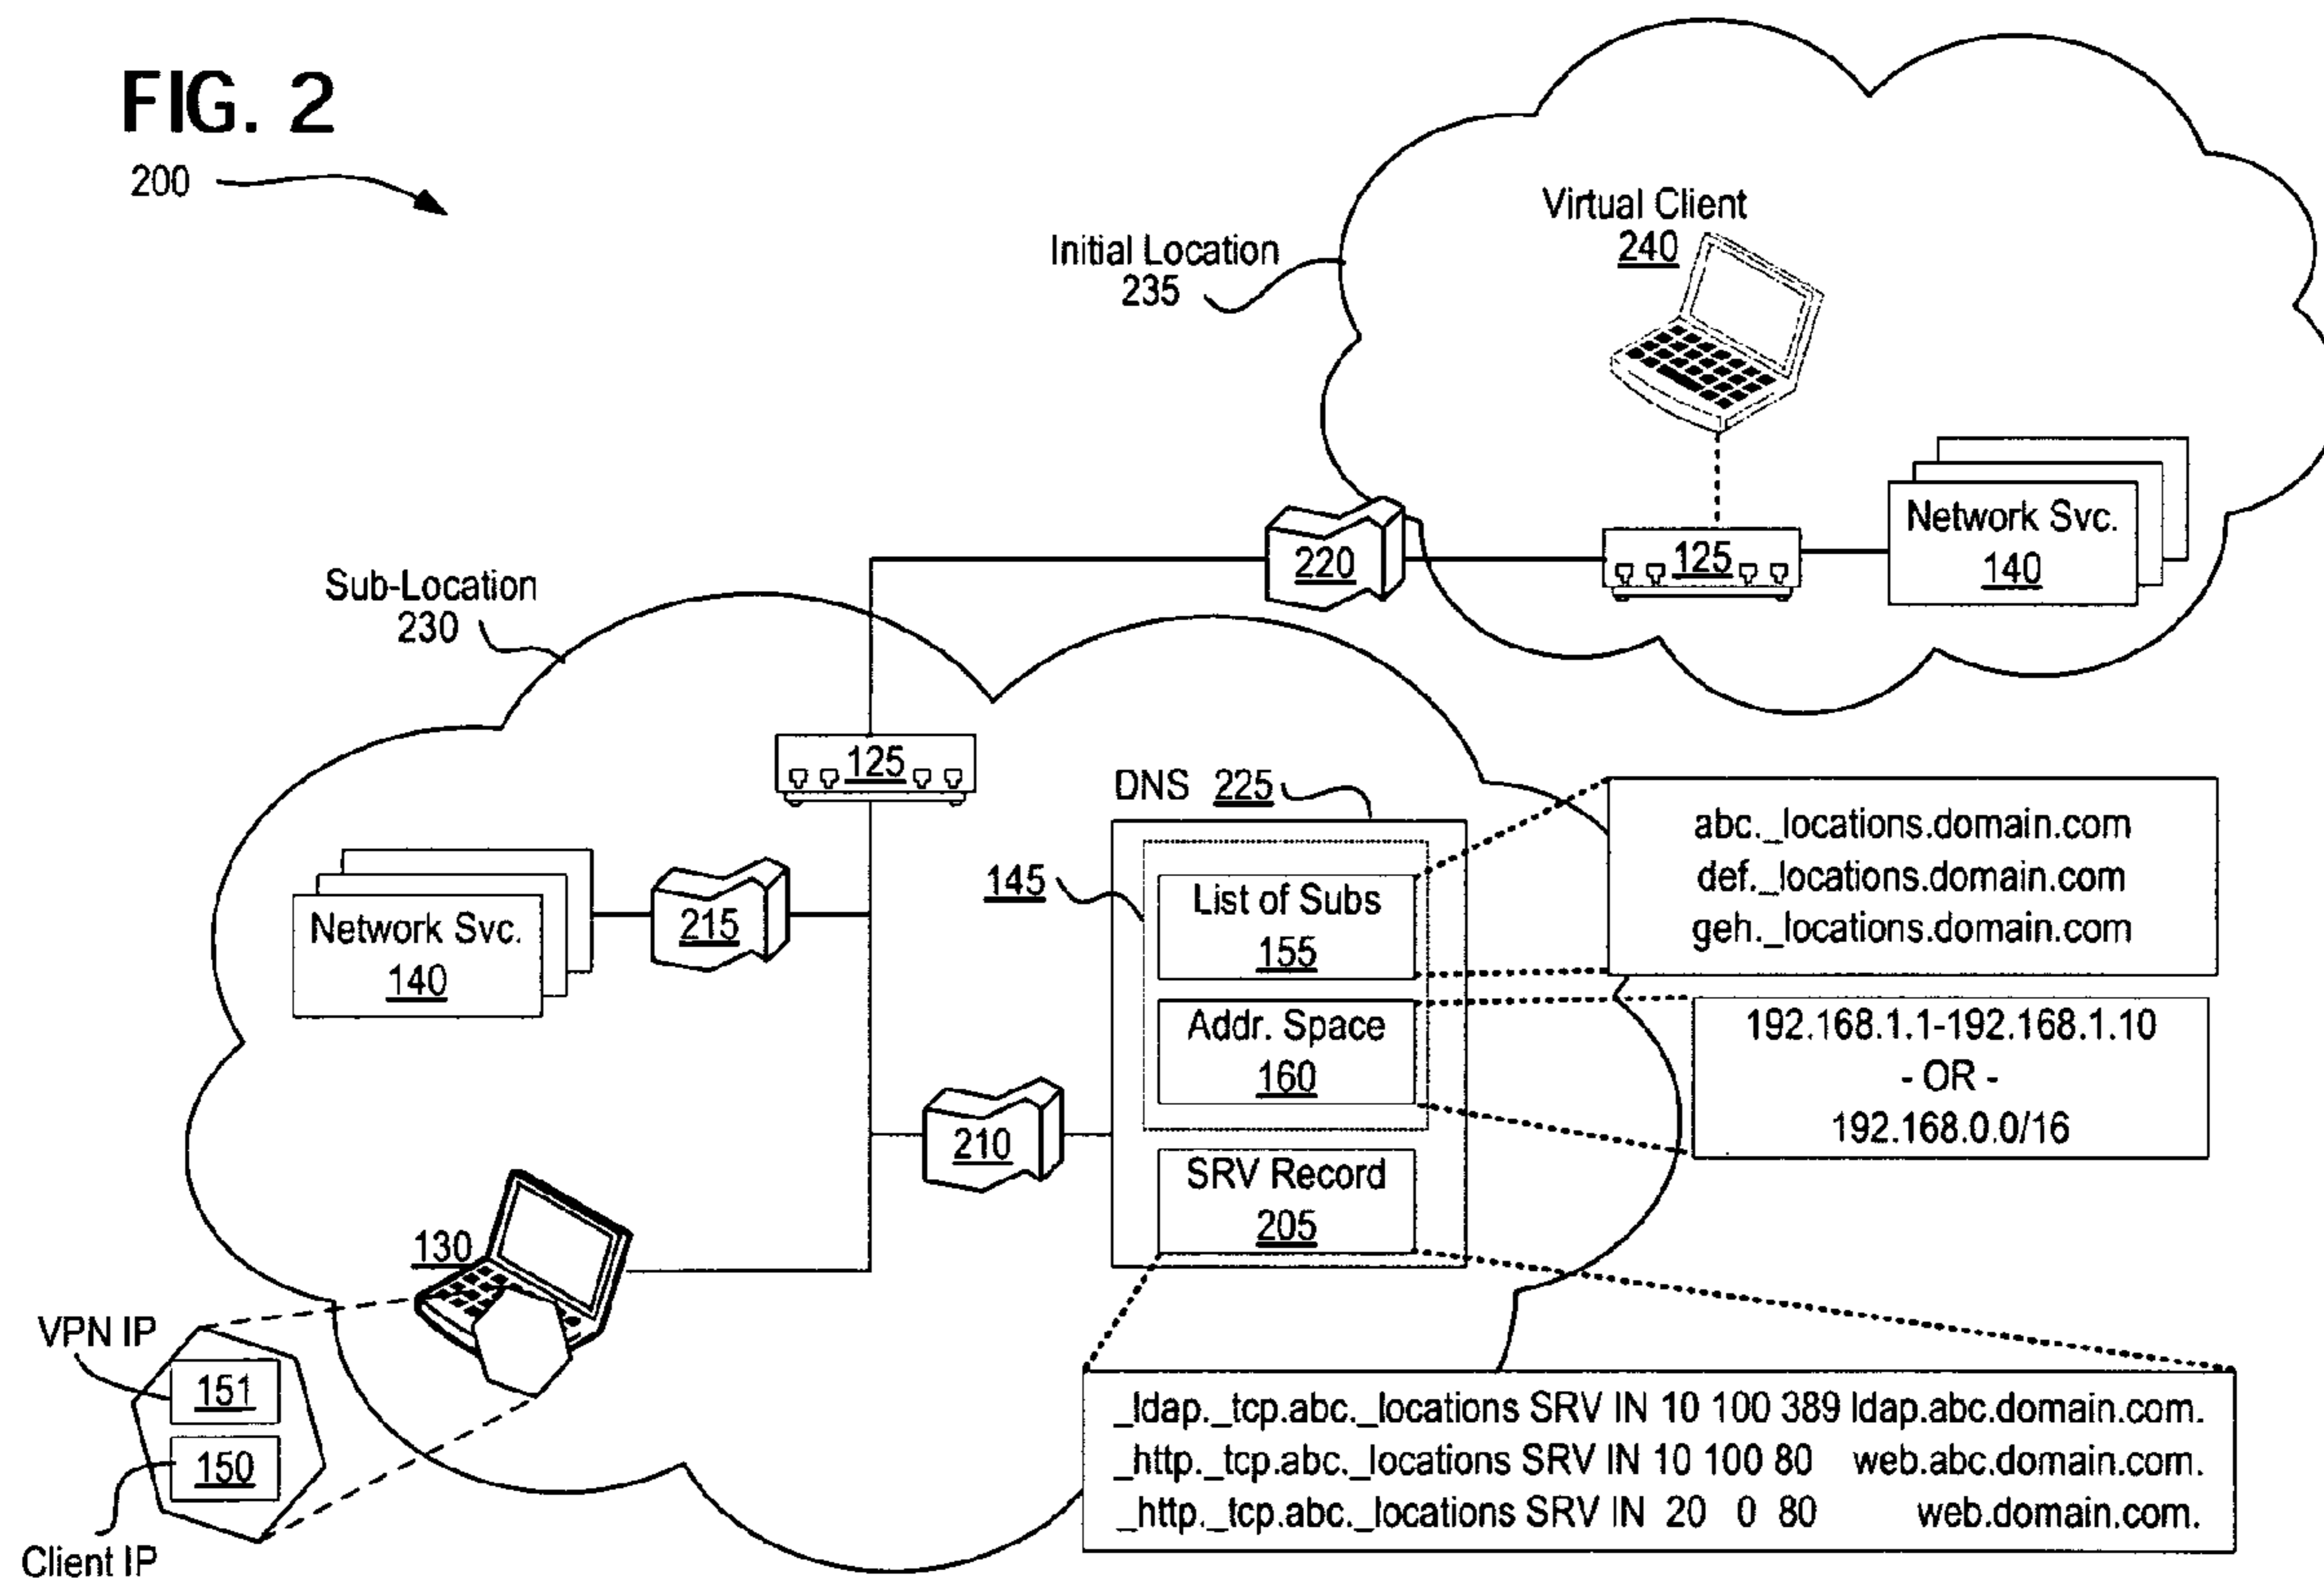 FIG. 2
200
Virtual Client
240
Initial Location
235
220
125
Network Svc.
140
Sub-Location
230
125
DNS 225
145
List of Subs
155
abc._locations.domain.com
def._locations.domain.com
geh._locations.domain.com
Network Svc.
140
215
Addr. Space
160
192.168.1.1-192.168.1.10
- OR -
192.168.0.0/16
210
SRV Record
205
130
VPN IP
151
150
Client IP
_ldap._tcp.abc._locations SRV IN 10 100 389 ldap.abc.domain.com.
_http._tcp.abc._locations SRV IN 10 100 80 web.abc.domain.com.
_http._tcp.abc._locations SRV IN 20 0 80 web.domain.com.